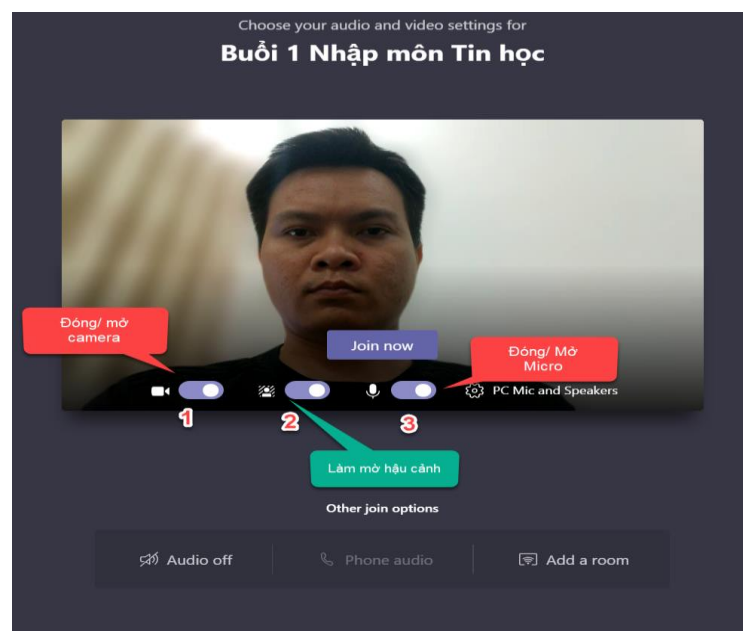 Choose your audio and video settings for
Buổi 1 Nhập môn Tin học
Đóng/ mở
camera
Join now
Đóng/ Mở
Micro
PC Mic and Speakers
1
2
3
Làm mờ hậu cảnh
Other join options
Audio off
Phone audio
Add a room